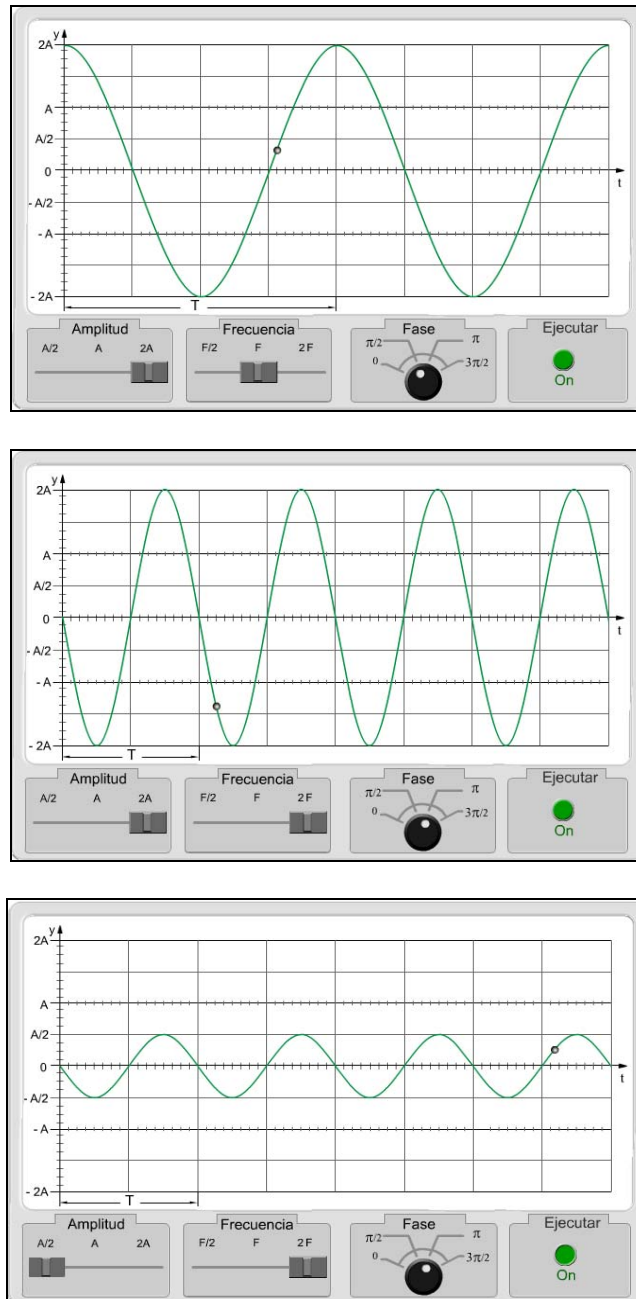 y
2A
A
A/2
0
t
- A/2
- A
- 2A
T
Amplitud Frecuencia Fase Ejecutar
A/2 A 2A F/2 F 2F π/2 π
0 3π/2
On
y
2A
A
A/2
0
t
- A/2
- A
- 2A
T
Amplitud Frecuencia Fase Ejecutar
A/2 A 2A F/2 F 2F π/2 π
0 3π/2
On
y
2A
A
A/2
0
t
- A/2
- A
- 2A
T
Amplitud Frecuencia Fase Ejecutar
A/2 A 2A F/2 F 2F π/2 π
0 3π/2
On